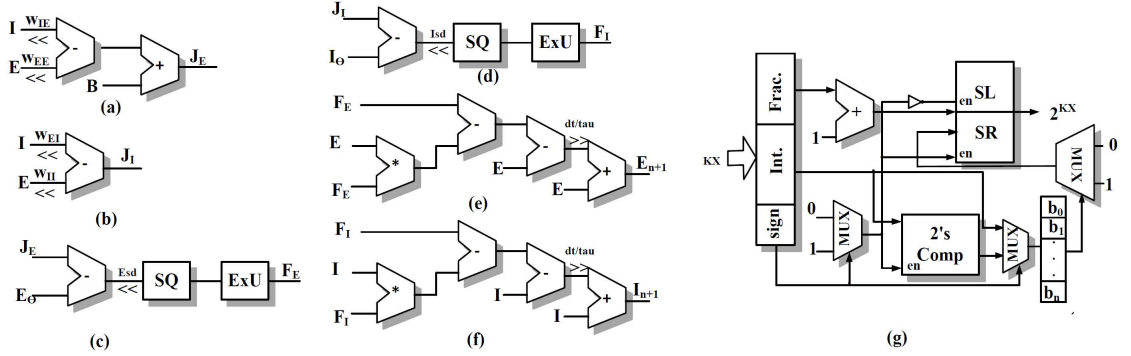 I w_IE << - + J_E
E w_EE << B
(a)
I w_EI << - J_I
E w_II <<
(b)
J_E - Esd << SQ ExU F_E
E_Θ
(c)
J_I - Isd << SQ ExU F_I
I_Θ
(d)
F_E - - dt/tau >> + E_n+1
E * E
F_E E
(e)
F_I - - dt/tau >> + I_n+1
I * I
F_I I
(f)
KX
Frac.
Int.
sign
1 +
en SL
2^KX
SR
en
MUX 0 1
0 MUX 1
2's
Comp
en
MUX
b_0
b_1
.
.
.
b_n
(g)